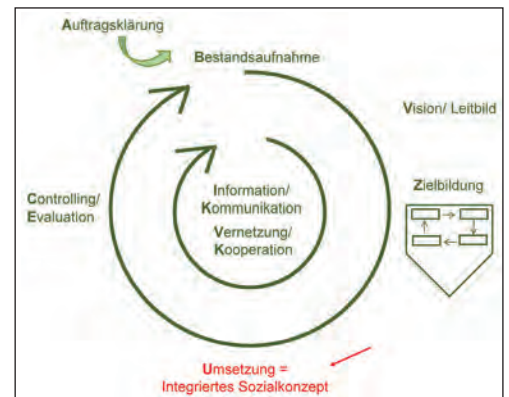 Auftragsklärung
Bestandsaufnahme
Vision/ Leitbild
Zielbildung
Controlling/
Evaluation
Information/
Kommunikation
Vernetzung/
Kooperation
Umsetzung =
Integriertes Sozialkonzept